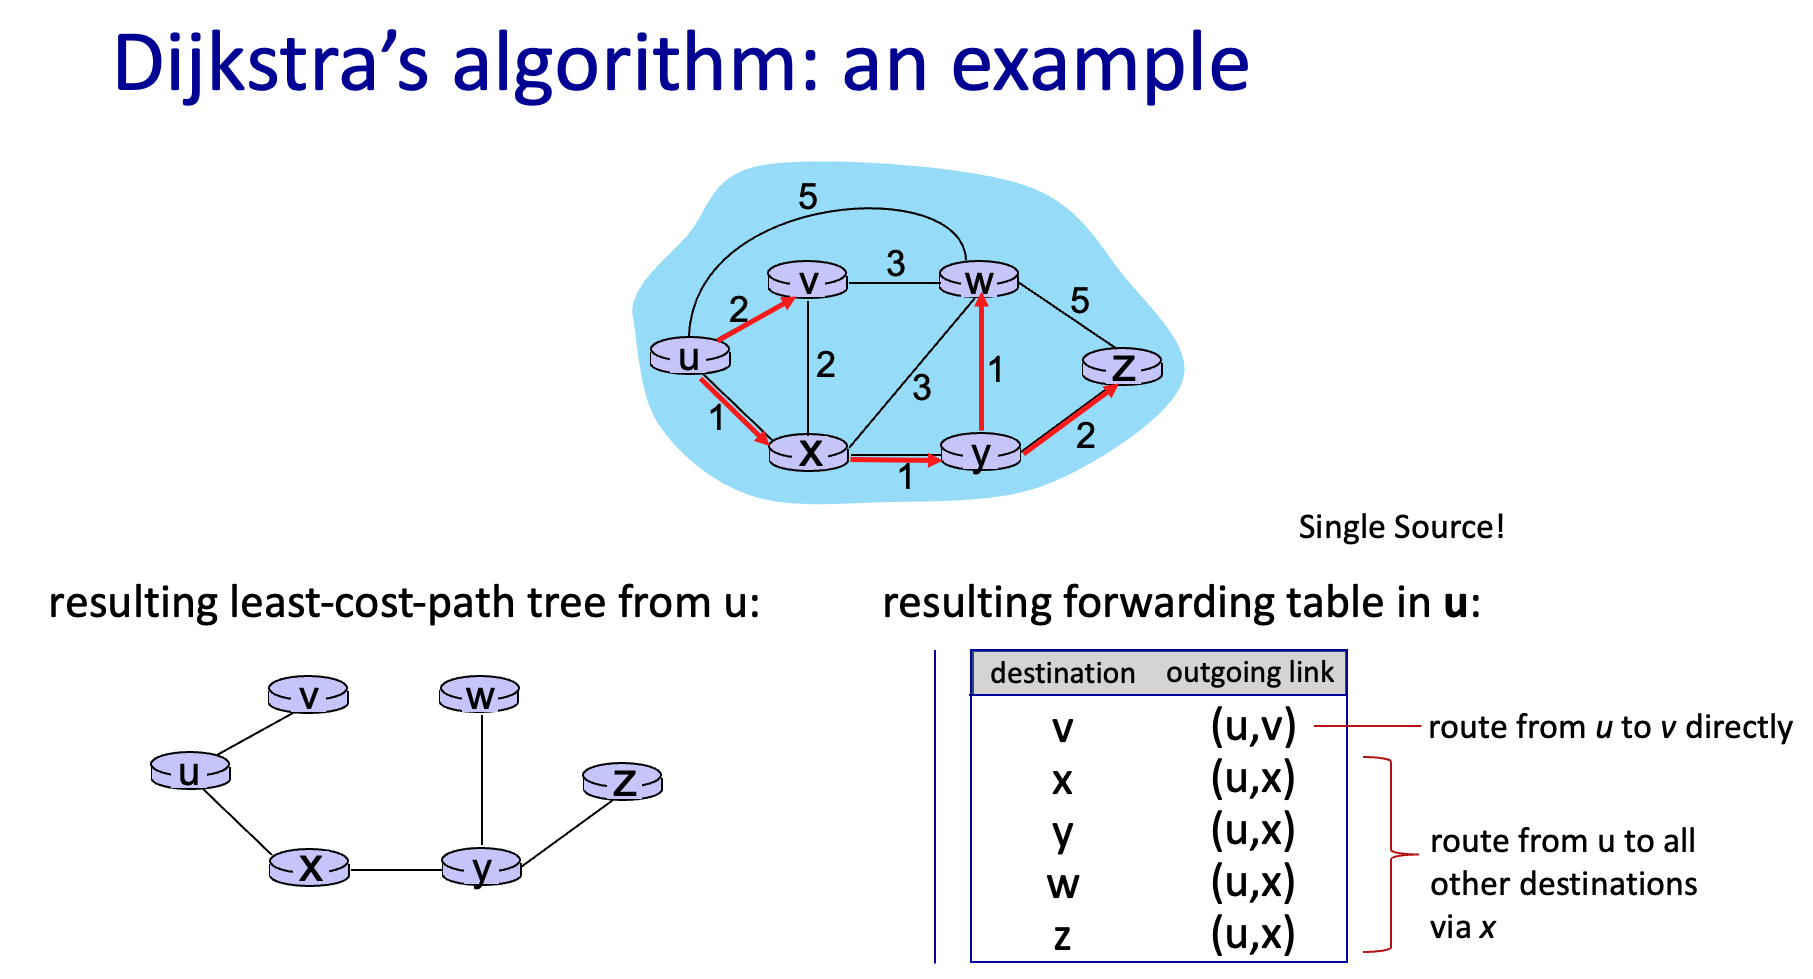 Dijkstra’s algorithm: an example
5
v
3
w
2
5
u
2
3
1
z
1
x
1
y
2
Single Source!
resulting least-cost-path tree from u:
v
w
u
z
x
y
resulting forwarding table in u:
destination outgoing link
v (u,v) route from u to v directly
x (u,x)
y (u,x)
w (u,x)
z (u,x)
route from u to all
other destinations
via x